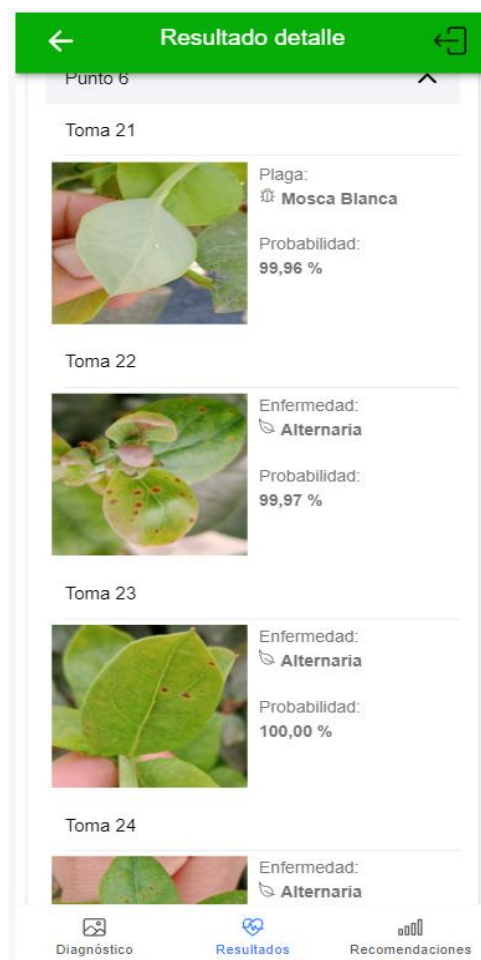 Resultado detalle
Punto 6
Toma 21
Plaga:
Mosca Blanca
Probabilidad:
99,96 %
Toma 22
Enfermedad:
Alternaria
Probabilidad:
99,97 %
Toma 23
Enfermedad:
Alternaria
Probabilidad:
100,00 %
Toma 24
Enfermedad:
Alternaria
Diagnóstico
Resultados
Recomendaciones